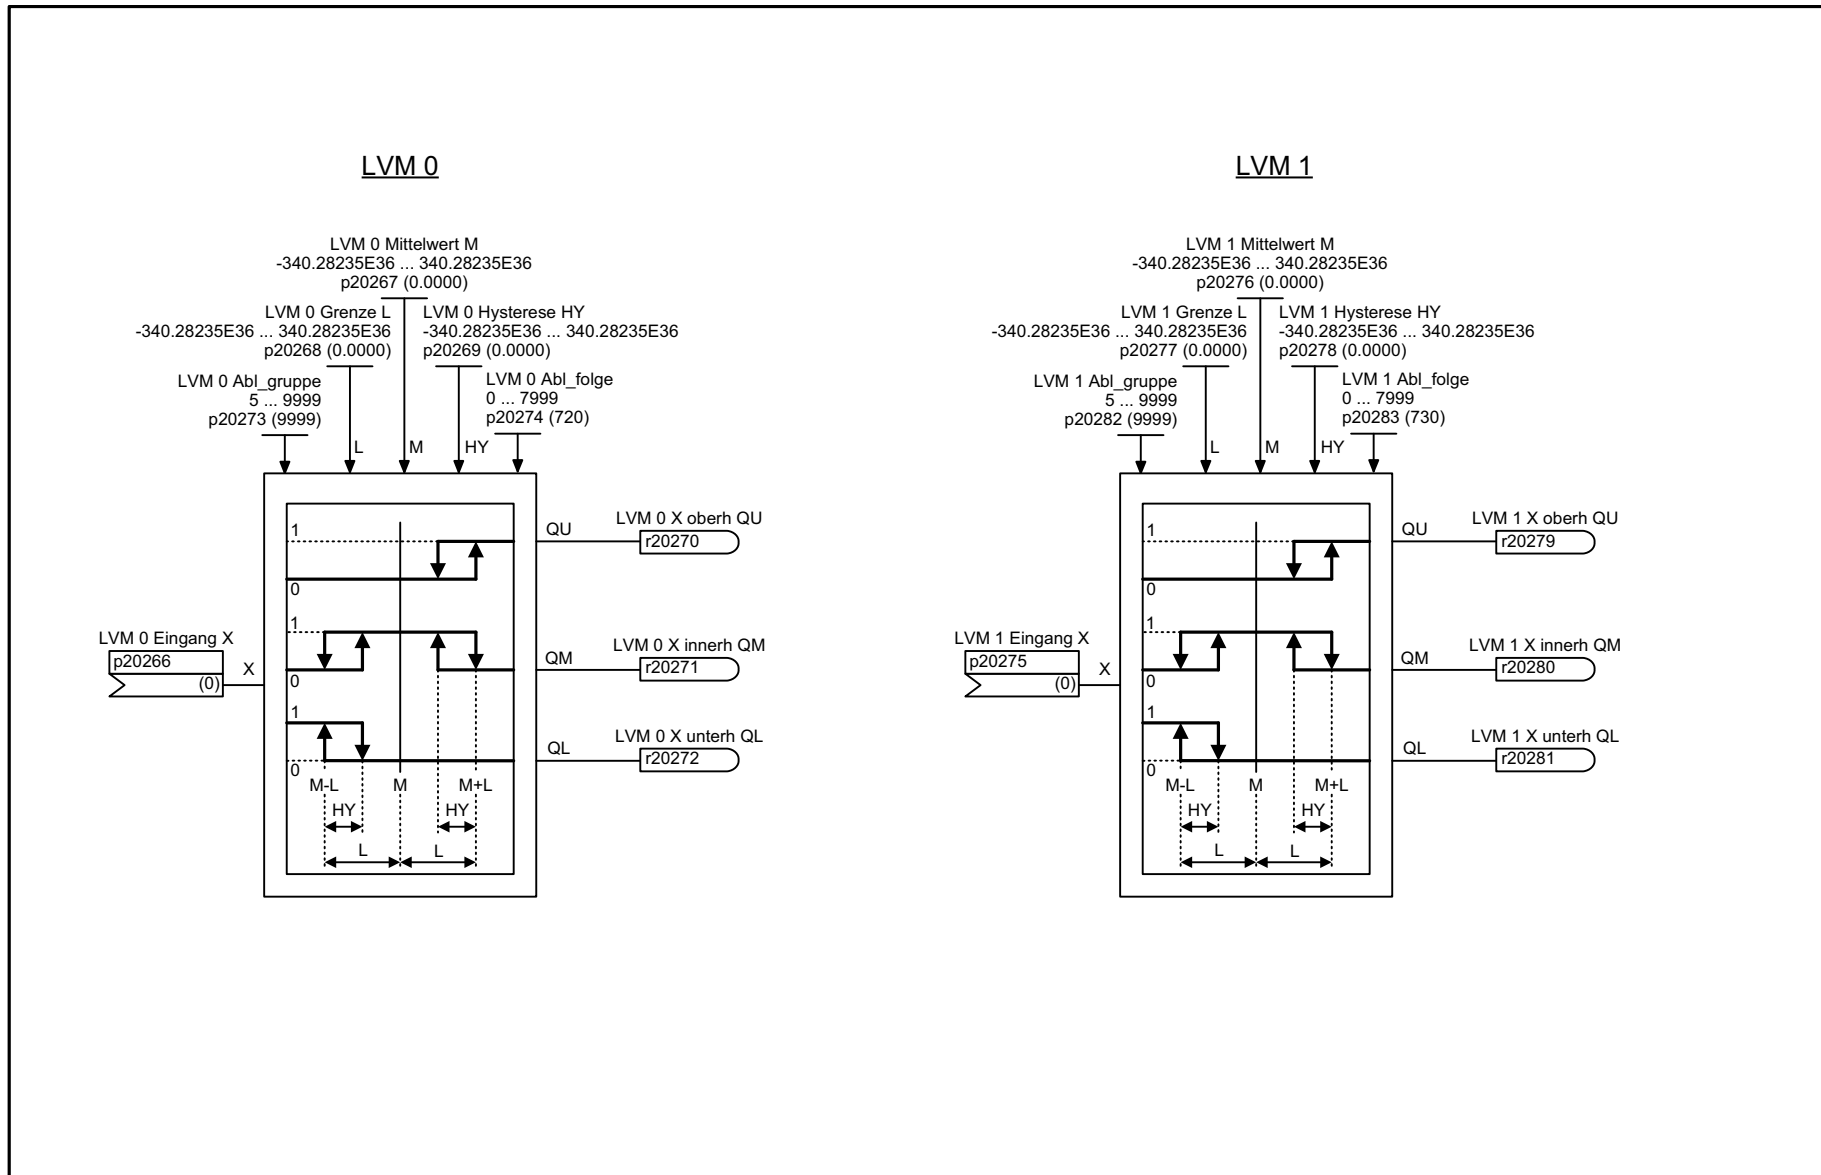 LVM 0
LVM 0 Mittelwert M
-340.28235E36 ... 340.28235E36
p20267 (0.0000)
LVM 0 Grenze L
-340.28235E36 ... 340.28235E36
p20268 (0.0000)
LVM 0 Hysterese HY
-340.28235E36 ... 340.28235E36
p20269 (0.0000)
LVM 0 Abl_gruppe
5 ... 9999
p20273 (9999)
LVM 0 Abl_folge
0 ... 7999
p20274 (720)
L
M
HY
LVM 0 Eingang X
p20266
(0)
X
1
0
1
0
1
0
M-L
M
M+L
HY
HY
L
L
QU
LVM 0 X oberh QU
r20270
QM
LVM 0 X innerh QM
r20271
QL
LVM 0 X unterh QL
r20272
LVM 1
LVM 1 Mittelwert M
-340.28235E36 ... 340.28235E36
p20276 (0.0000)
LVM 1 Grenze L
-340.28235E36 ... 340.28235E36
p20277 (0.0000)
LVM 1 Hysterese HY
-340.28235E36 ... 340.28235E36
p20278 (0.0000)
LVM 1 Abl_gruppe
5 ... 9999
p20282 (9999)
LVM 1 Abl_folge
0 ... 7999
p20283 (730)
L
M
HY
LVM 1 Eingang X
p20275
(0)
X
1
0
1
0
1
0
M-L
M
M+L
HY
HY
L
L
QU
LVM 1 X oberh QU
r20279
QM
LVM 1 X innerh QM
r20280
QL
LVM 1 X unterh QL
r20281